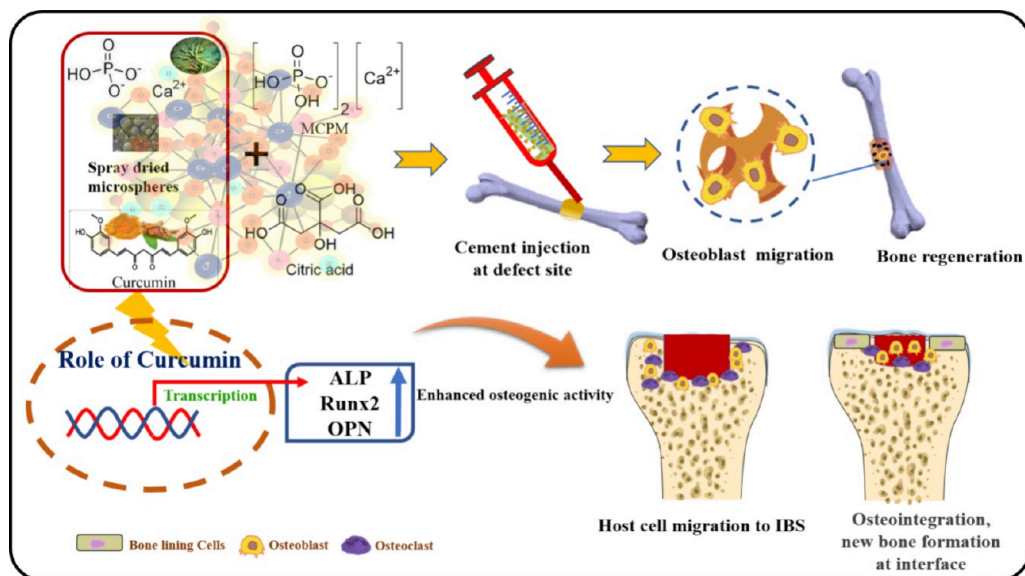 HO
O
P
O⁻
O⁻
Ca²⁺
Spray dried
microspheres
HO
O
P
O⁻
OH
2
Ca²⁺
MCPM
+
O
OH
O
OH
O
HO
OH
Citric acid
O
O
HO
OH
O
O
Curcumin
Cement injection
at defect site
Osteoblast migration
Bone regeneration
Role of Curcumin
Transcription
ALP
Runx2
OPN
Enhanced osteogenic activity
Host cell migration to IBS
Osteointegration,
new bone formation
at interface
Bone lining Cells
Osteoblast
Osteoclast